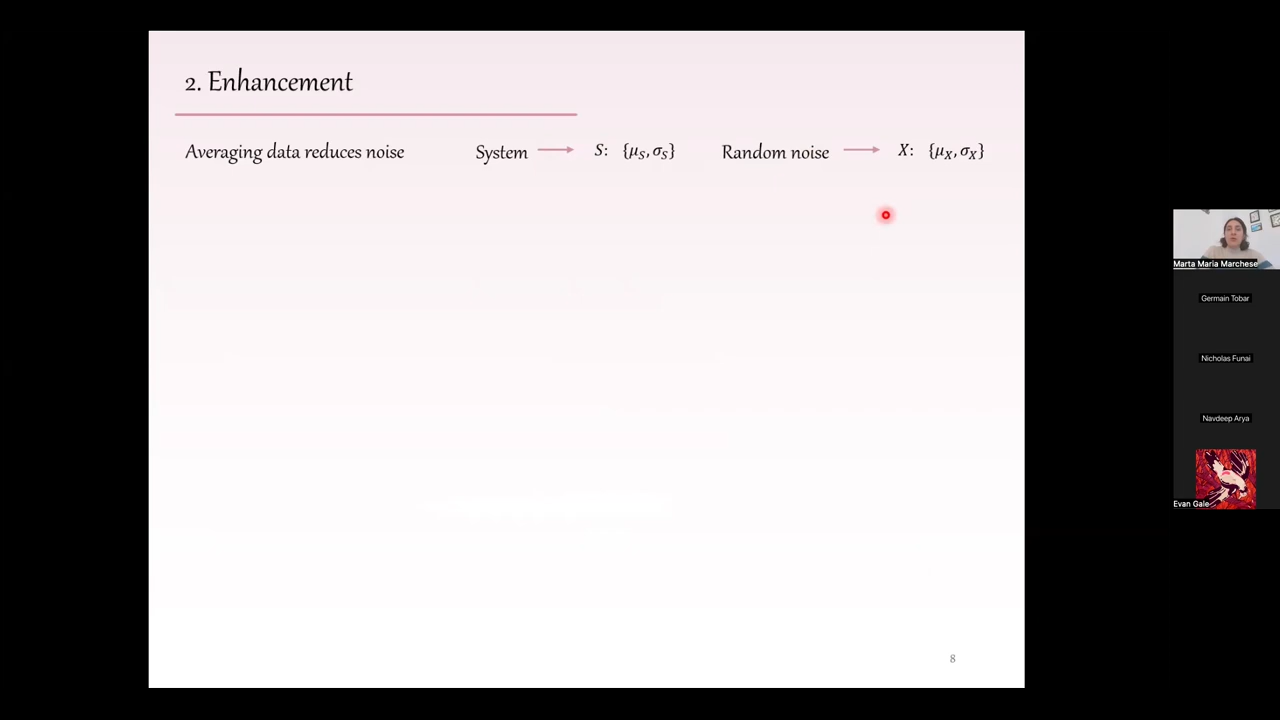 2. Enhancement
Averaging data reduces noise
System S: {μ_S, σ_S}
Random noise X: {μ_X, σ_X}
8
Marta Maria Marchese
Germain Tobar
Nicholas Funai
Navdeep Arya
Evan Gale